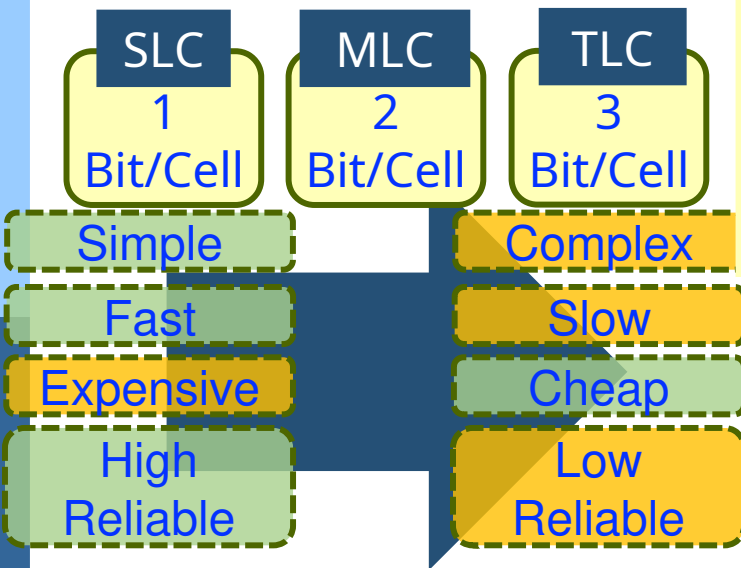 SLC
1
Bit/Cell
MLC
2
Bit/Cell
TLC
3
Bit/Cell
Simple
Complex
Fast
Slow
Expensive
Cheap
High
Reliable
Low
Reliable